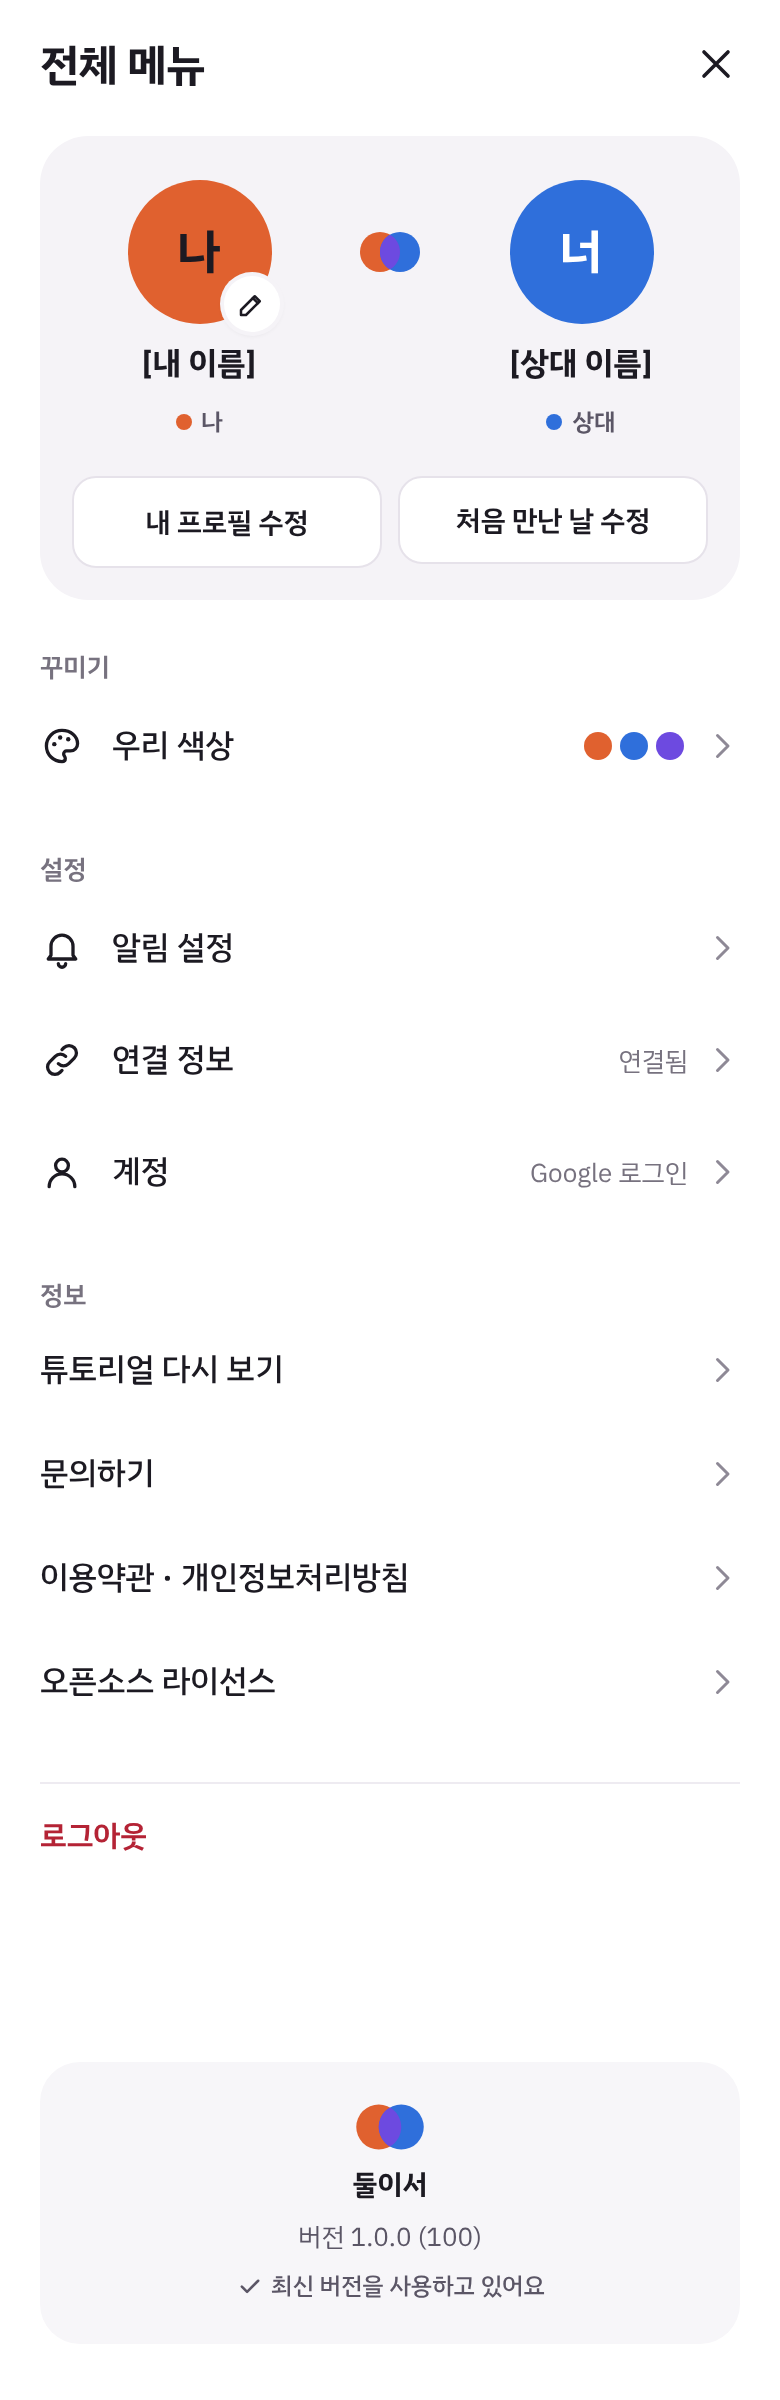 전체 메뉴
나
너
[내 이름]
[상대 이름]
나
상대
내 프로필 수정
처음 만난 날 수정
꾸미기
우리 색상
설정
알림 설정
연결 정보
연결됨
계정
Google 로그인
정보
튜토리얼 다시 보기
문의하기
이용약관 · 개인정보처리방침
오픈소스 라이선스
로그아웃
둘이서
버전 1.0.0 (100)
최신 버전을 사용하고 있어요